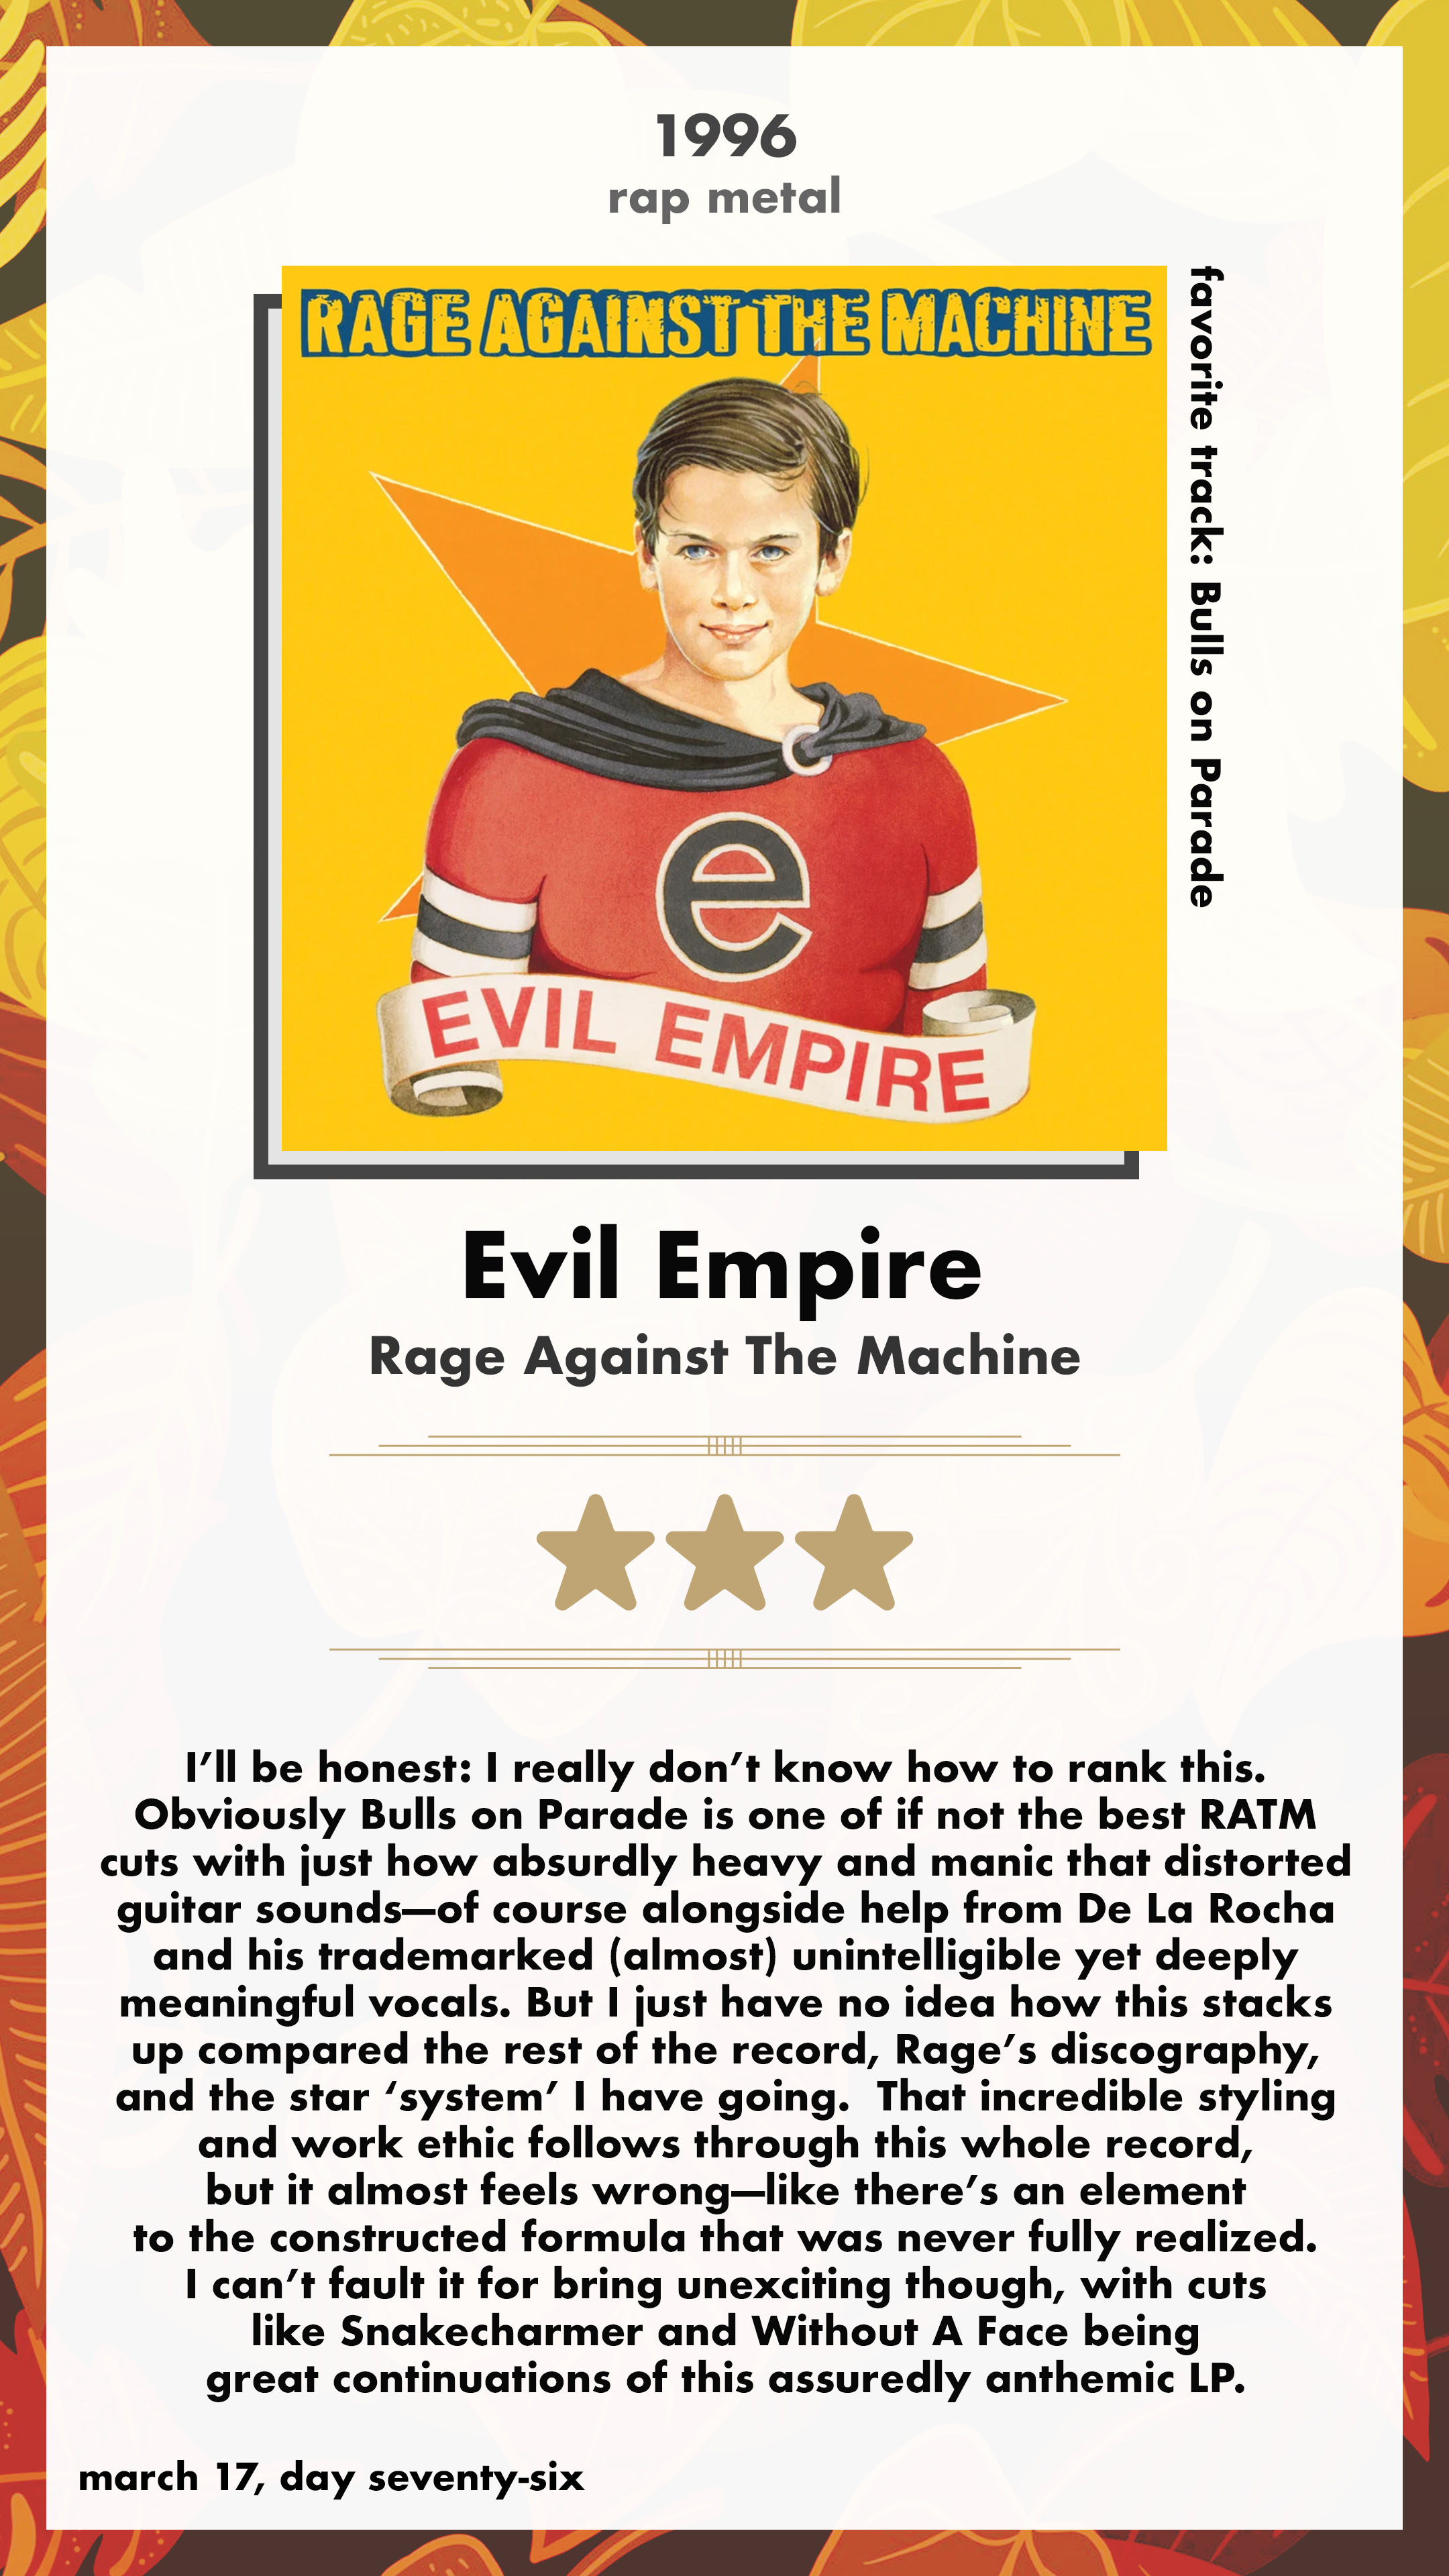 1996
rap metal
RAGE AGAINST THE MACHINE
e
EVIL EMPIRE
favorite track: Bulls on Parade
Evil Empire
Rage Against The Machine
I’ll be honest: I really don’t know how to rank this.
Obviously Bulls on Parade is one of if not the best RATM
cuts with just how absurdly heavy and manic that distorted
guitar sounds—of course alongside help from De La Rocha
and his trademarked (almost) unintelligible yet deeply
meaningful vocals. But I just have no idea how this stacks
up compared the rest of the record, Rage’s discography,
and the star ‘system’ I have going.  That incredible styling
and work ethic follows through this whole record,
but it almost feels wrong—like there’s an element
to the constructed formula that was never fully realized.
I can’t fault it for bring unexciting though, with cuts
like Snakecharmer and Without A Face being
great continuations of this assuredly anthemic LP.
march 17, day seventy-six